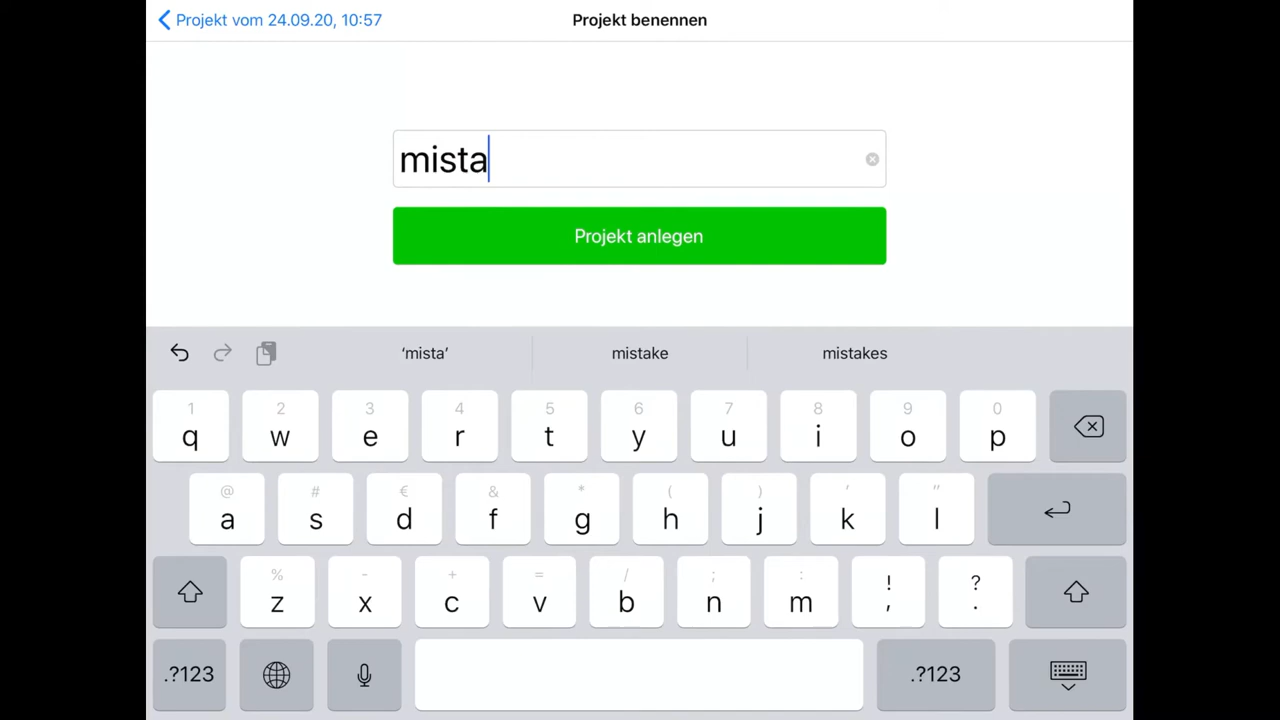 Projekt vom 24.09.20, 10:57
Projekt benennen
mista
Projekt anlegen
‘mista’ mistake mistakes
1 2 3 4 5 6 7 8 9 0
q w e r t y u i o p
@ # € & * ( ) ' "
a s d f g h j k l
% - + = / ; : ! ?
z x c v b n m , .
.?123 .?123